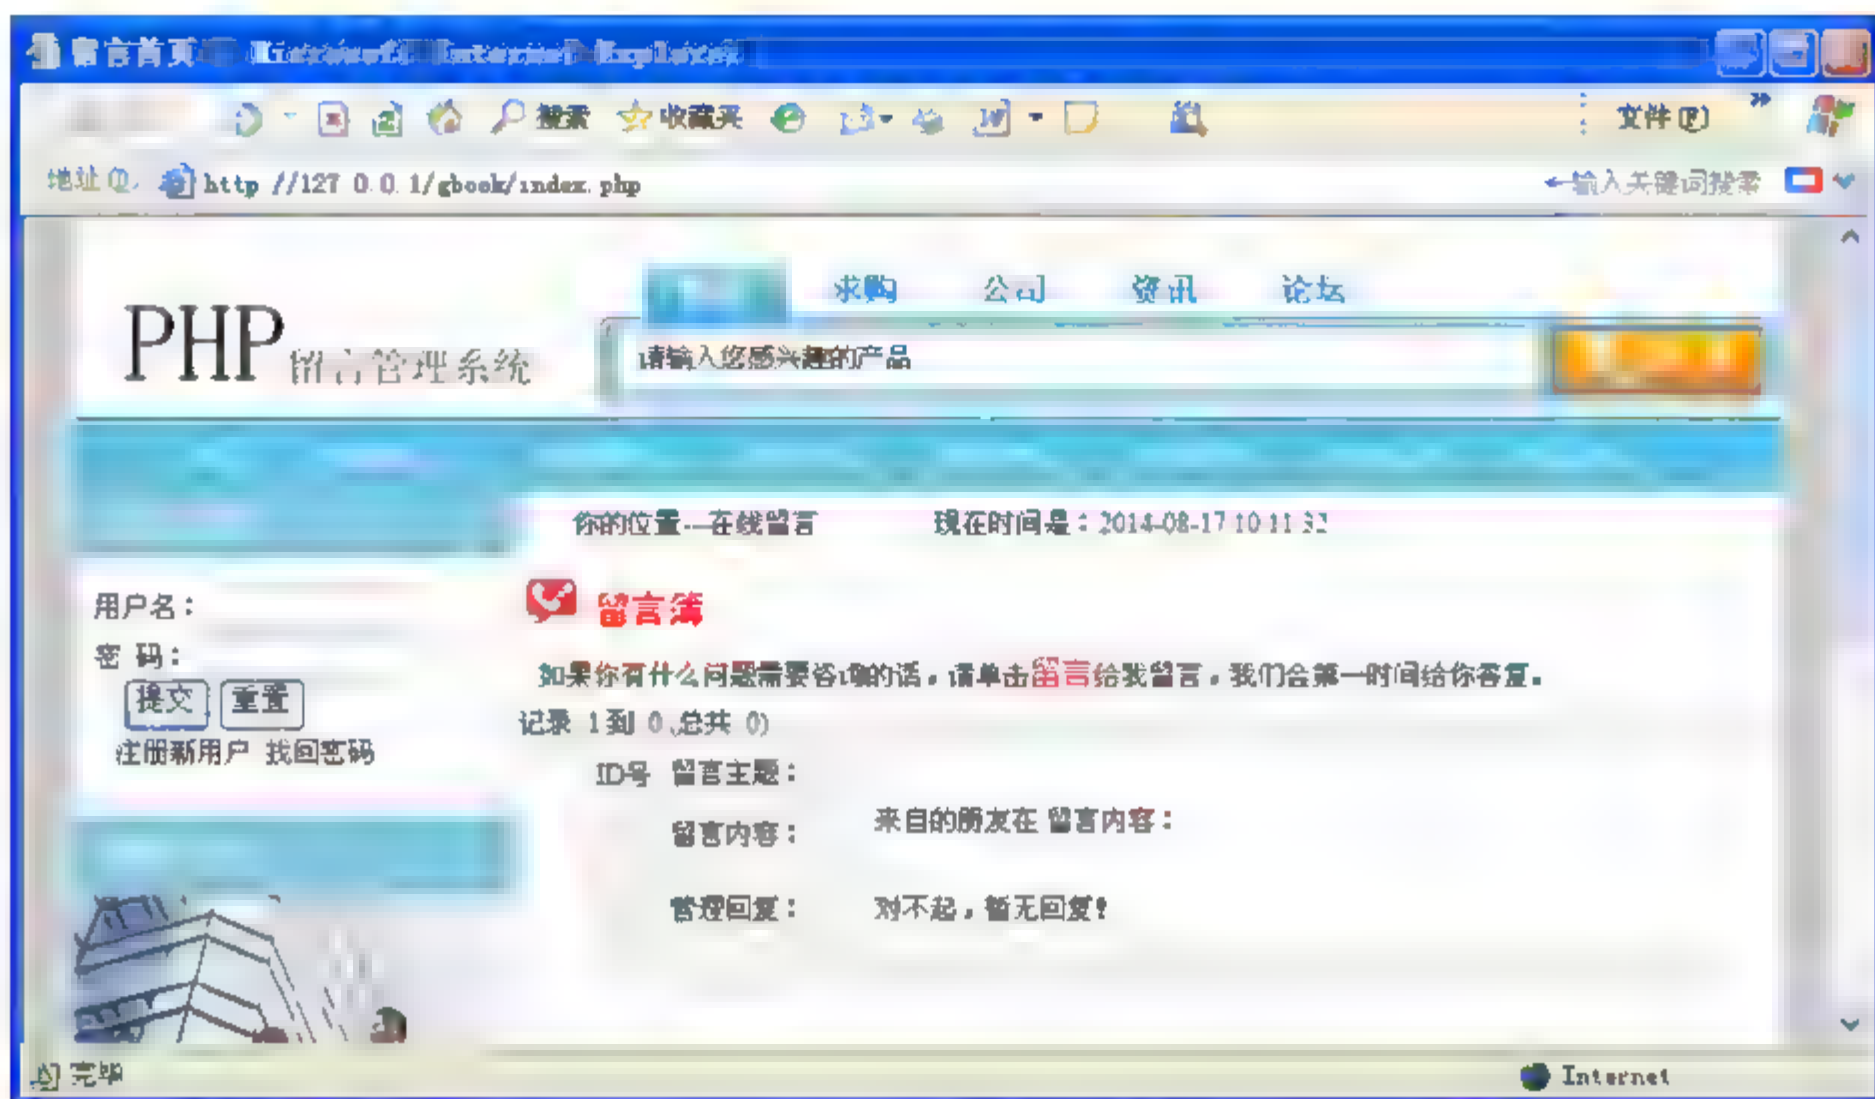 留言首页 - Microsoft Internet Explorer
搜索 收藏夹 文件(F)
地址(D) http://127.0.0.1/gbook/index.php 输入关键词搜索
求购 公司 资讯 论坛
PHP留言管理系统
请输入您感兴趣的产品
你的位置---在线留言 现在时间是：2014-08-17 10 11 32
用户名：
密 码：
提交 重置
注册新用户 找回密码
留言簿
如果你有什么问题需要咨询的话，请单击留言给我留言，我们会第一时间给你答复。
记录 1 到 0 (总共 0)
ID号 留言主题：
留言内容： 来自的朋友在 留言内容：
管理回复： 对不起，暂无回复！
完毕 Internet